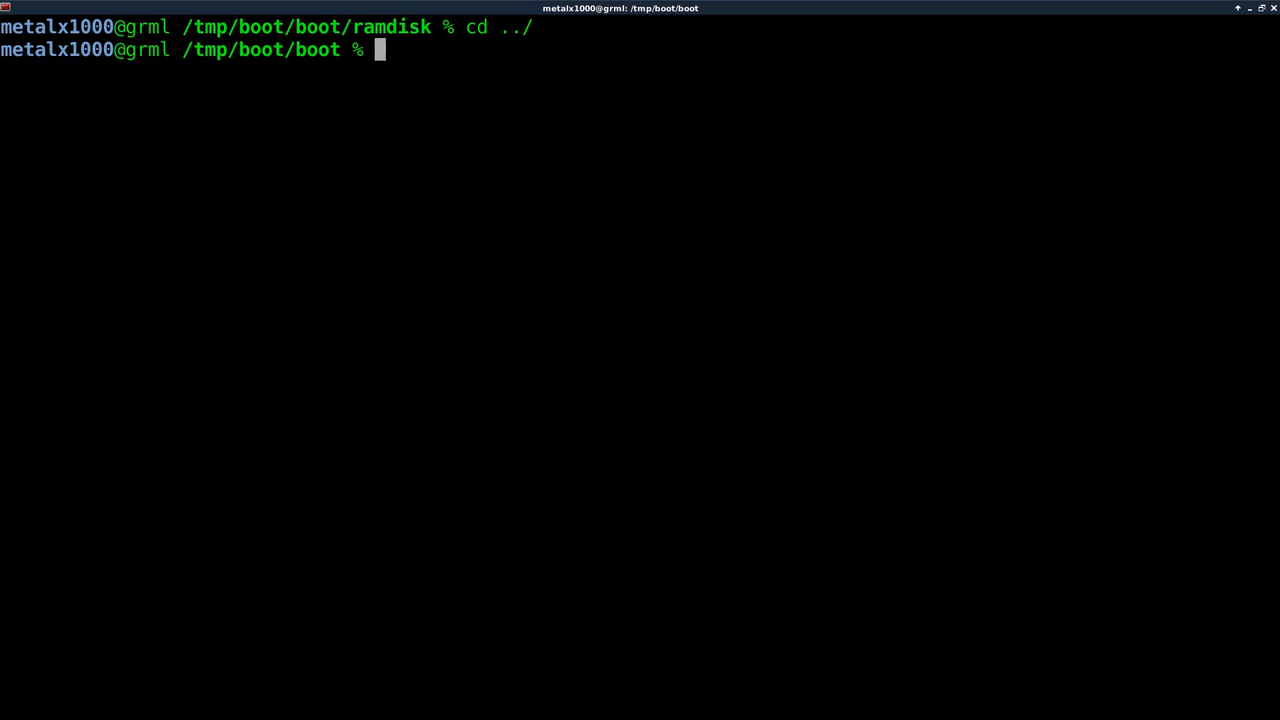 metalx1000@grml: /tmp/boot/boot
metalx1000@grml /tmp/boot/boot/ramdisk % cd ../
metalx1000@grml /tmp/boot/boot %